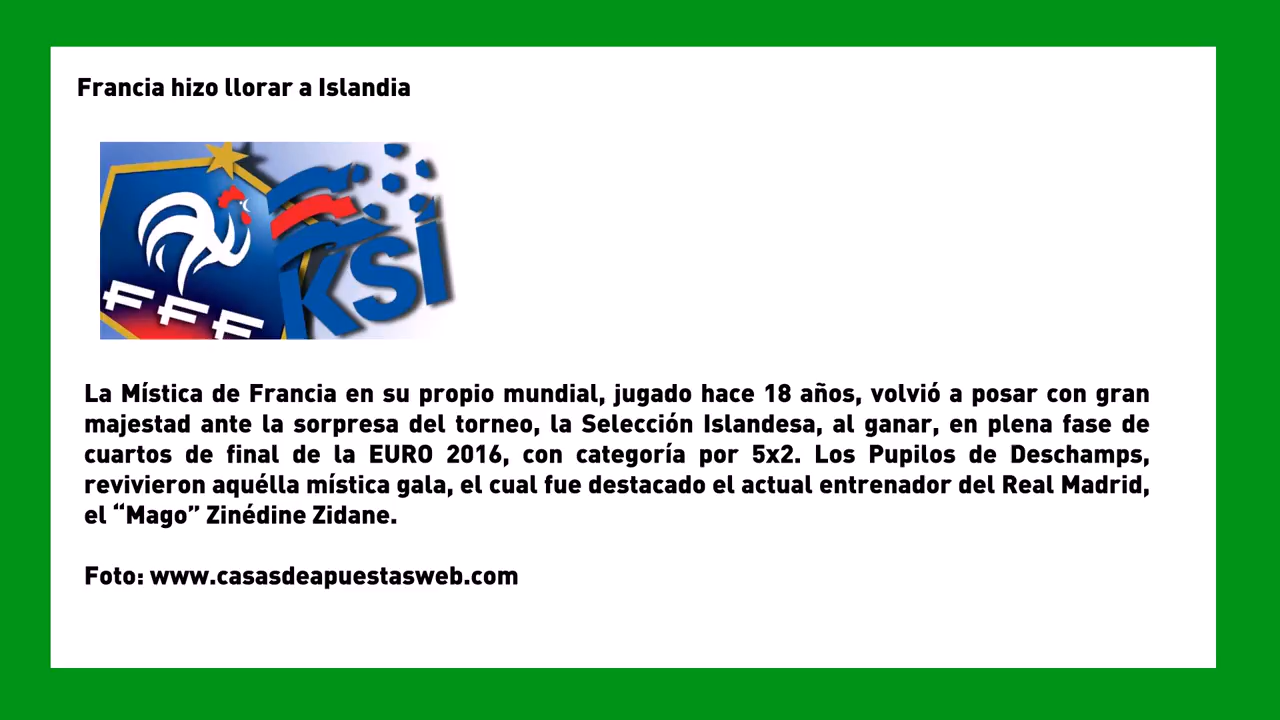 Francia hizo llorar a Islandia
FFF
KSÍ
La Mística de Francia en su propio mundial, jugado hace 18 años, volvió a posar con gran
majestad ante la sorpresa del torneo, la Selección Islandesa, al ganar, en plena fase de
cuartos de final de la EURO 2016, con categoría por 5x2. Los Pupilos de Deschamps,
revivieron aquélla mística gala, el cual fue destacado el actual entrenador del Real Madrid,
el “Mago” Zinédine Zidane.
Foto: www.casasdeapuestasweb.com